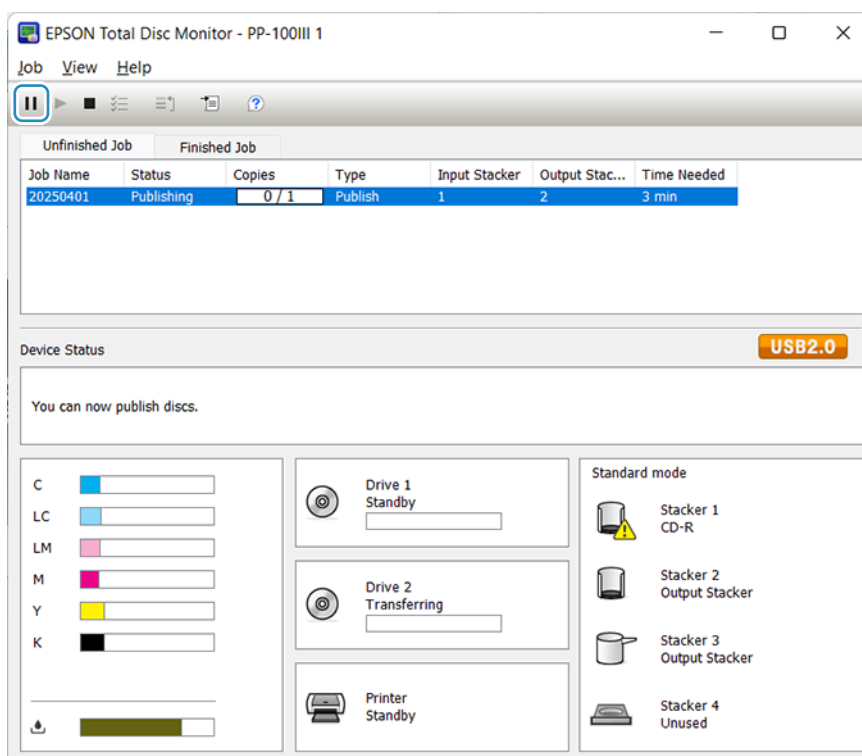 EPSON Total Disc Monitor - PP-100III 1
Job View Help
Unfinished Job Finished Job
Job Name Status Copies Type Input Stacker Output Stac... Time Needed
20250401 Publishing 0 / 1 Publish 1 2 3 min
Device Status
USB2.0
You can now publish discs.
C
LC
LM
M
Y
K
Drive 1
Standby
Drive 2
Transferring
Printer
Standby
Standard mode
Stacker 1
CD-R
Stacker 2
Output Stacker
Stacker 3
Output Stacker
Stacker 4
Unused